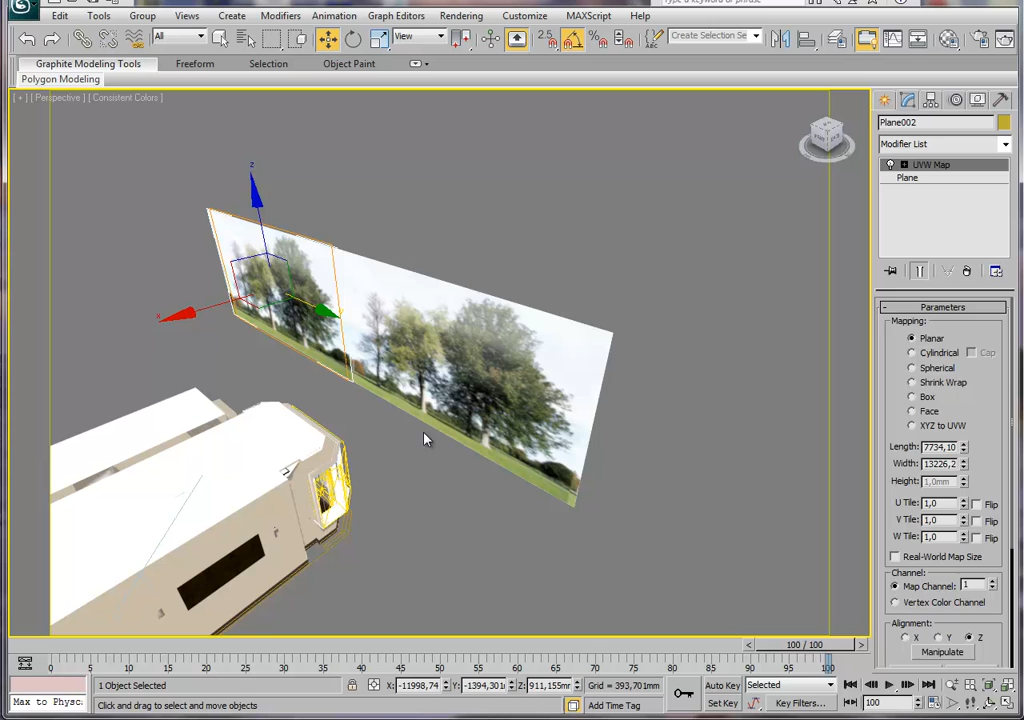 Edit Tools Group Views Create Modifiers Animation Graph Editors Rendering Customize MAXScript Help
All View 2.5 Create Selection Se
Graphite Modeling Tools Freeform Selection Object Paint
Polygon Modeling
[ + ] [ Perspective ] [ Consistent Colors ]
z
x
y
Plane002
Modifier List
UVW Map
Plane
Parameters
Mapping:
Planar
Cylindrical Cap
Spherical
Shrink Wrap
Box
Face
XYZ to UVW
Length: 7734,10
Width: 13226,2
Height: 1,0mm
U Tile: 1,0 Flip
V Tile: 1,0 Flip
W Tile: 1,0 Flip
Real-World Map Size
Channel:
Map Channel: 1
Vertex Color Channel
Alignment:
X Y Z
Manipulate
100 / 100
0 5 10 15 20 25 30 35 40 45 50 55 60 65 70 75 80 85 90 95 100
1 Object Selected X: -11998,74 Y: -1394,301 Z: 911,155mr Grid = 393,701mm Auto Key Selected
Max to Physc Click and drag to select and move objects Add Time Tag Set Key Key Filters... 100